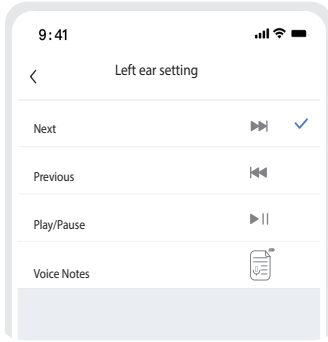 9:41
Left ear setting
Next
Previous
Play/Pause
Voice Notes